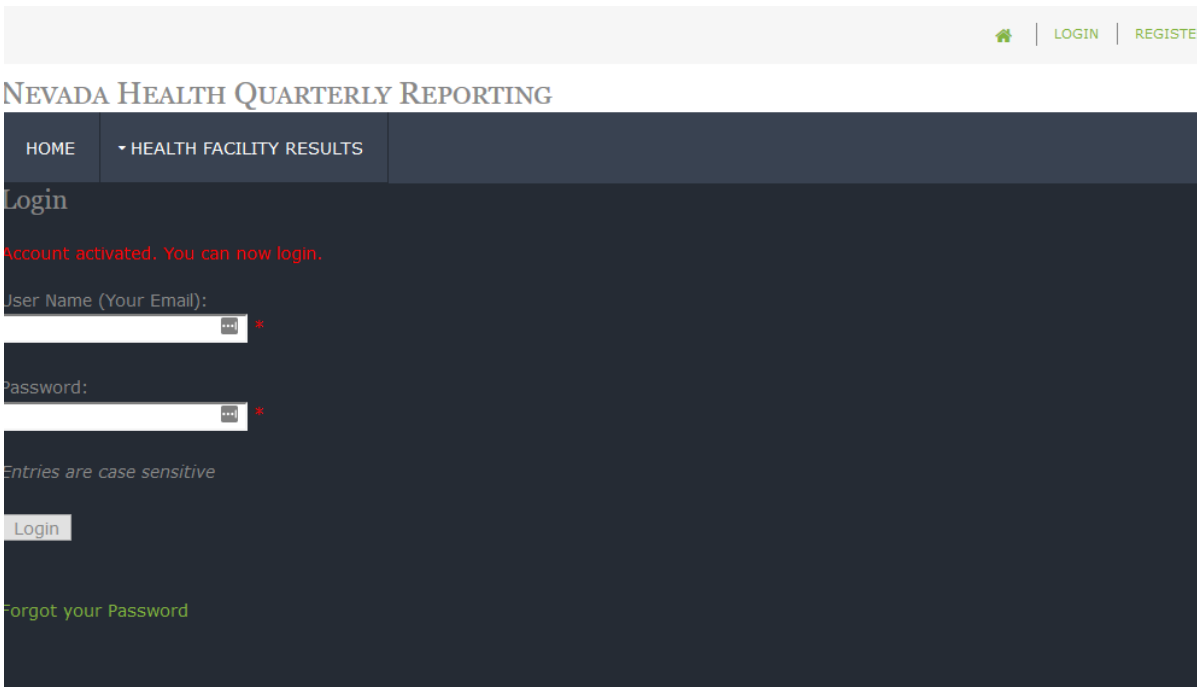 LOGIN
NEVADA HEALTH QUARTERLY REPORTING
HOME HEALTH FACILITY RESULTS
Login
Account activated. You can now login.
User Name (Your Email):
*
Password:
*
Entries are case sensitive
Login
Forgot your Password